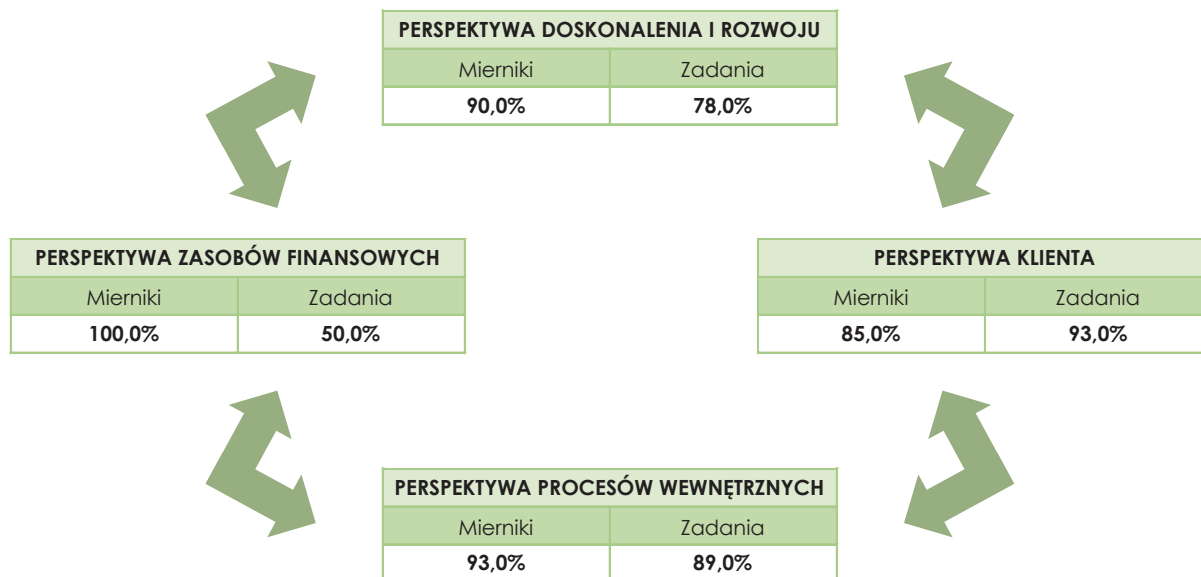 PERSPEKTYWA DOSKONALENIA I ROZWOJU
Mierniki Zadania
90,0% 78,0%
PERSPEKTYWA ZASOBÓW FINANSOWYCH
Mierniki Zadania
100,0% 50,0%
PERSPEKTYWA KLIENTA
Mierniki Zadania
85,0% 93,0%
PERSPEKTYWA PROCESÓW WEWNĘTRZNYCH
Mierniki Zadania
93,0% 89,0%